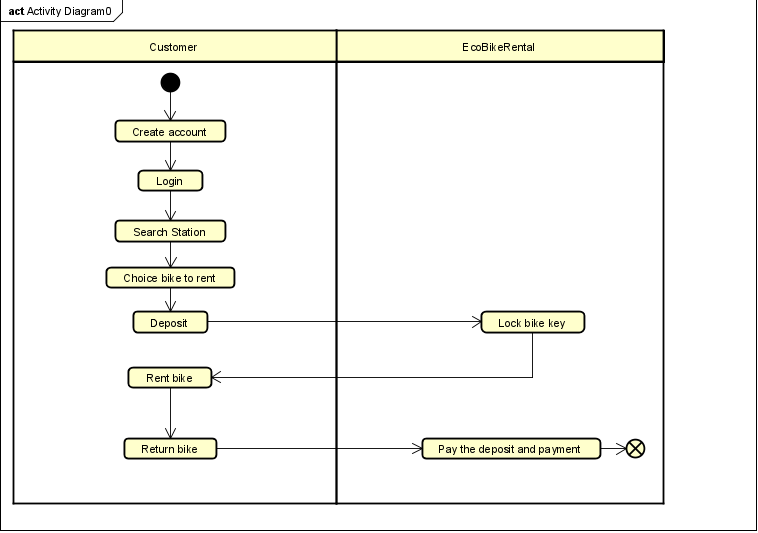 act Activity Diagram0
Customer
EcoBikeRental
Create account
Login
Search Station
Choice bike to rent
Deposit
Lock bike key
Rent bike
Return bike
Pay the deposit and payment